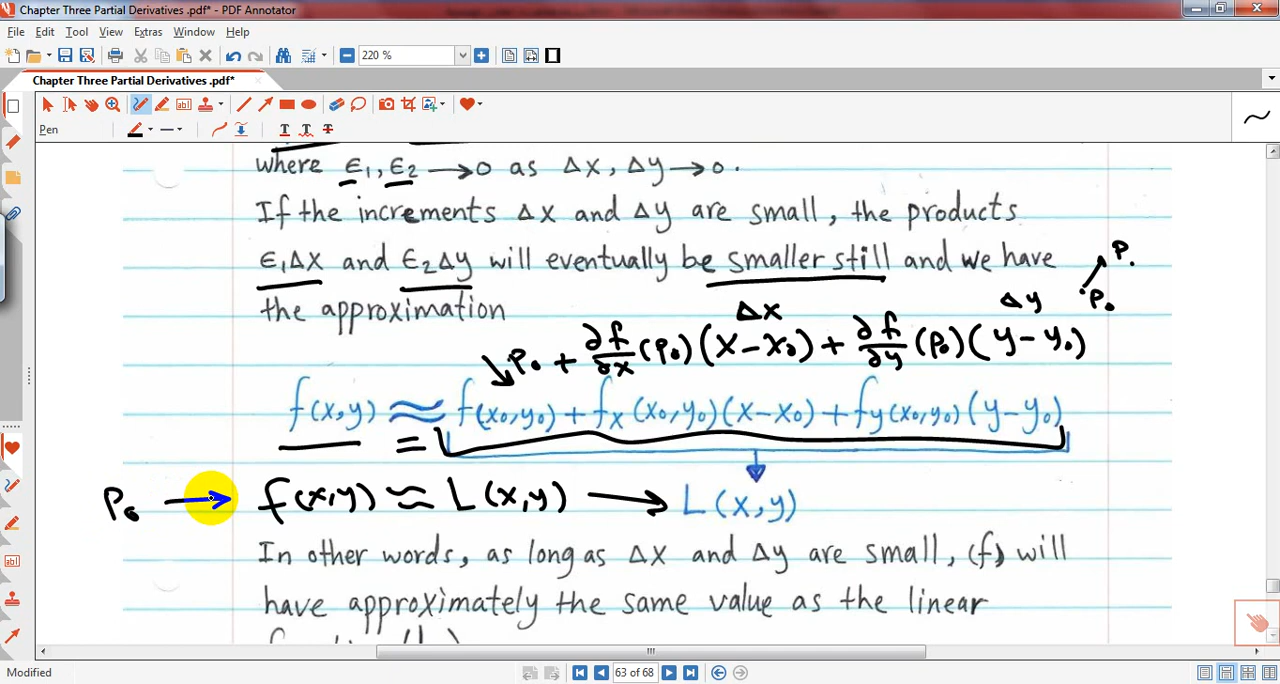 Chapter Three Partial Derivatives .pdf* - PDF Annotator
File Edit Tool View Extras Window Help
220 %
Chapter Three Partial Derivatives .pdf*
Pen
where ϵ1, ϵ2 → 0 as Δx, Δy → 0.
If the increments Δx and Δy are small, the products
ϵ1Δx and ϵ2Δy will eventually be smaller still and we have
P.
the approximation Δx Δy P₀
P₀ + ∂f/∂x (P₀)(x-x₀) + ∂f/∂y (P₀)(y-y₀)
f(x,y) ≈ f(x₀,y₀) + fx(x₀,y₀)(x-x₀) + fy(x₀,y₀)(y-y₀)
=
P₀ → f(x,y) ≈ L(x,y) → L(x,y)
In other words, as long as Δx and Δy are small, (f) will
have approximately the same value as the linear
Modified 63 of 68